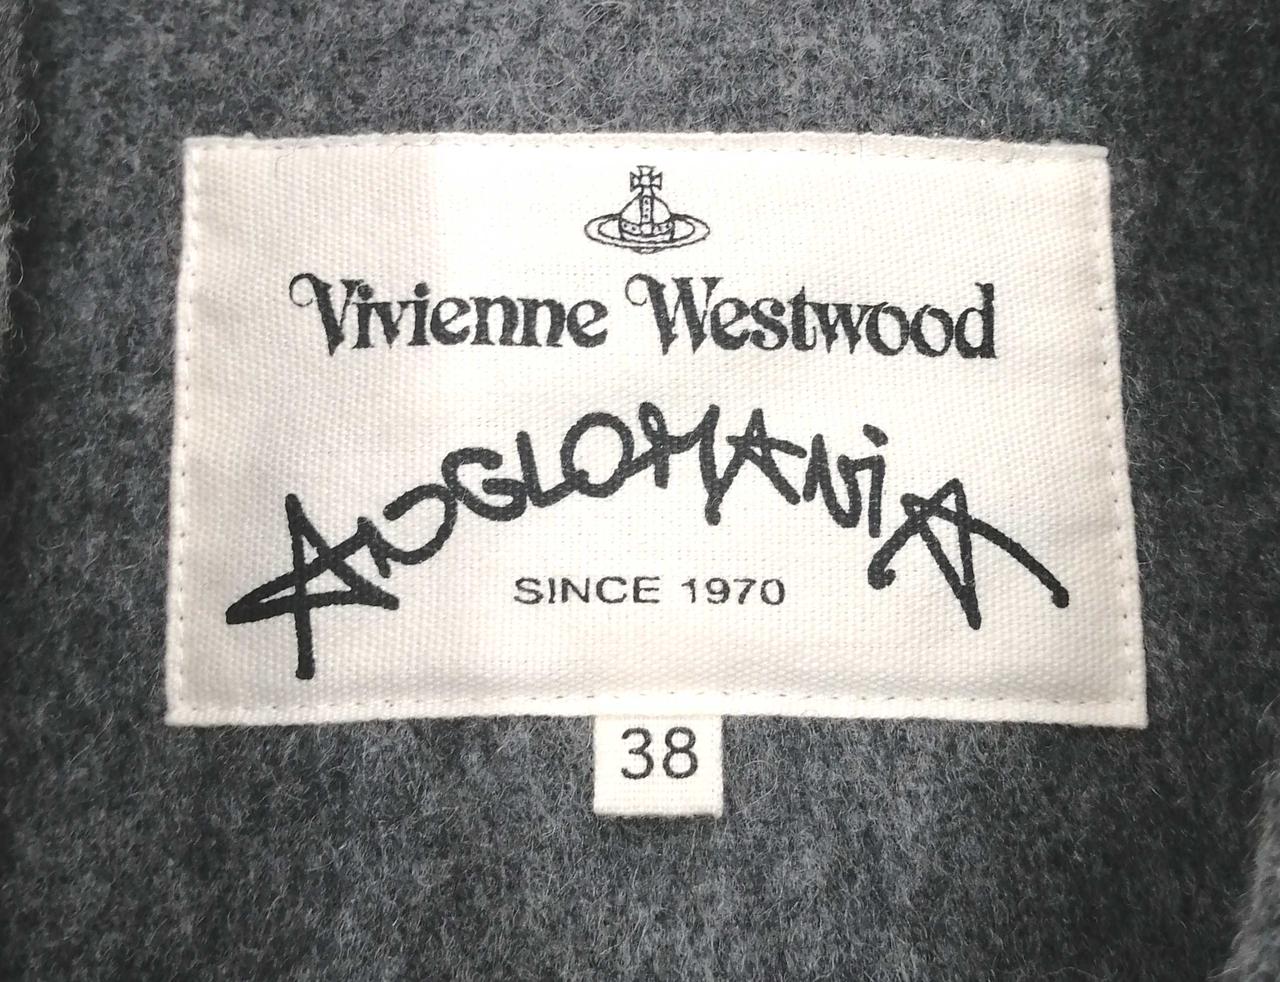 Vivienne Westwood
ANGLOMANiA
SINCE 1970
38